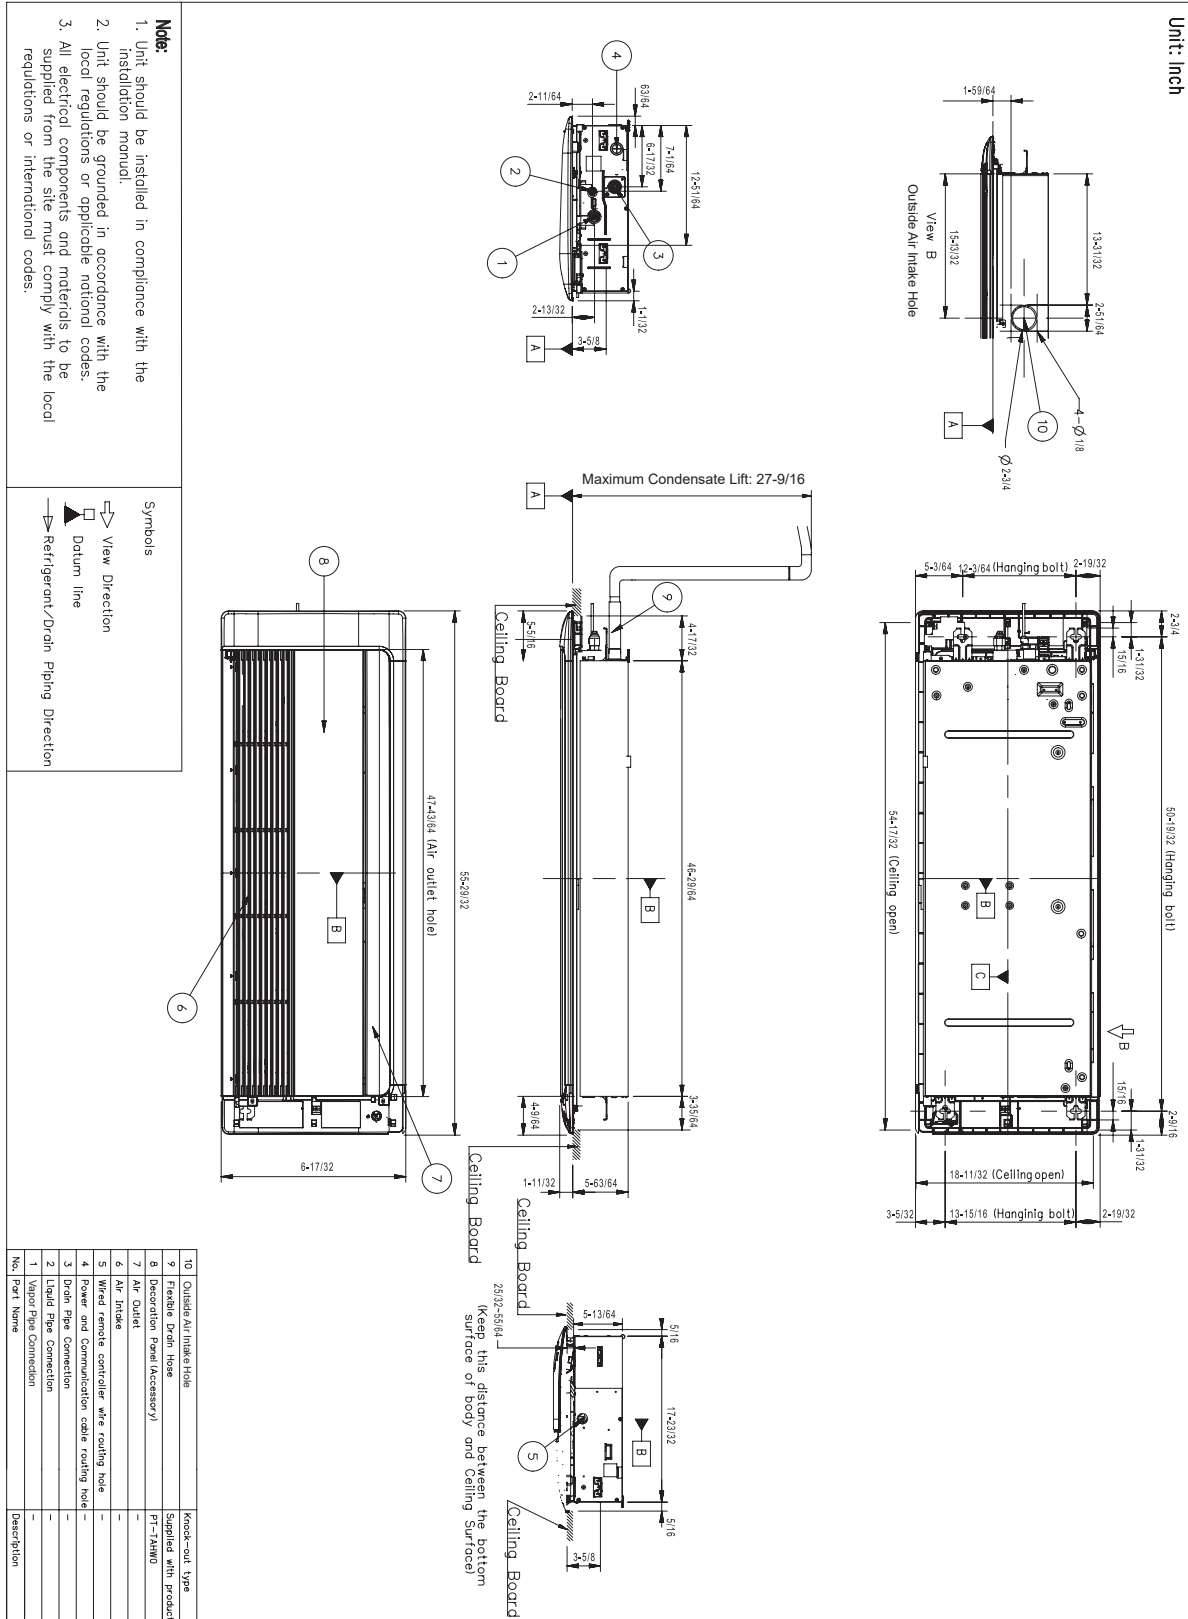 Unit: Inch
1-59/64
13-31/32
2-51/64
15-13/32
View B
Outside Air Intake Hole
4-Ø 1/8
Ø 2-3/4
10
A
5-3/64
12-3/64 (Hanging bolt)
2-19/32
2-3/4
1-31/32
15/16
54-17/32 (Ceiling open)
50-19/32 (Hanging bolt)
B
C
B
15/16
2-9/16
1-31/32
18-11/32 (Ceiling open)
3-5/32
13-15/16 (Hanginig bolt)
2-19/32
4
2-11/64
63/64
6-17/32
7-1/64
12-51/64
2
1
3
2-13/32
3-5/8
1-1/32
A
Maximum Condensate Lift: 27-9/16
A
9
Ceiling Board
5-5/16
4-17/32
46-29/64
B
3-35/64
4-9/64
1-11/32
5-63/64
Ceiling Board
8
47-43/64 (Air outlet hole)
55-29/32
B
6
7
6-17/32
Ceiling Board
25/32~55/64
(Keep this distance between the bottom
surface of body and Ceiling Surface)
5-13/64
5/16
17-23/32
B
5
5/16
3-5/8
Ceiling Board
Note:
1. Unit should be installed in compliance with the
installation manual.
2. Unit should be grounded in accordance with the
local regulations or applicable national codes.
3. All electrical components and materials to be
supplied from the site must comply with the local
regulations or international codes.
Symbols
View Direction
Datum line
Refrigerant/Drain Piping Direction
10 Outside Air Intake Hole Knock-out type
9 Flexible Drain Hose Supplied with product
8 Decoration Panel(Accessory) PT-TAHW0
7 Air Outlet -
6 Air Intake -
5 Wired remote controller wire routing hole -
4 Power and Communication cable routing hole -
3 Drain Pipe Connection -
2 Liquid Pipe Connection -
1 Vapor Pipe Connection -
No. Part Name Description